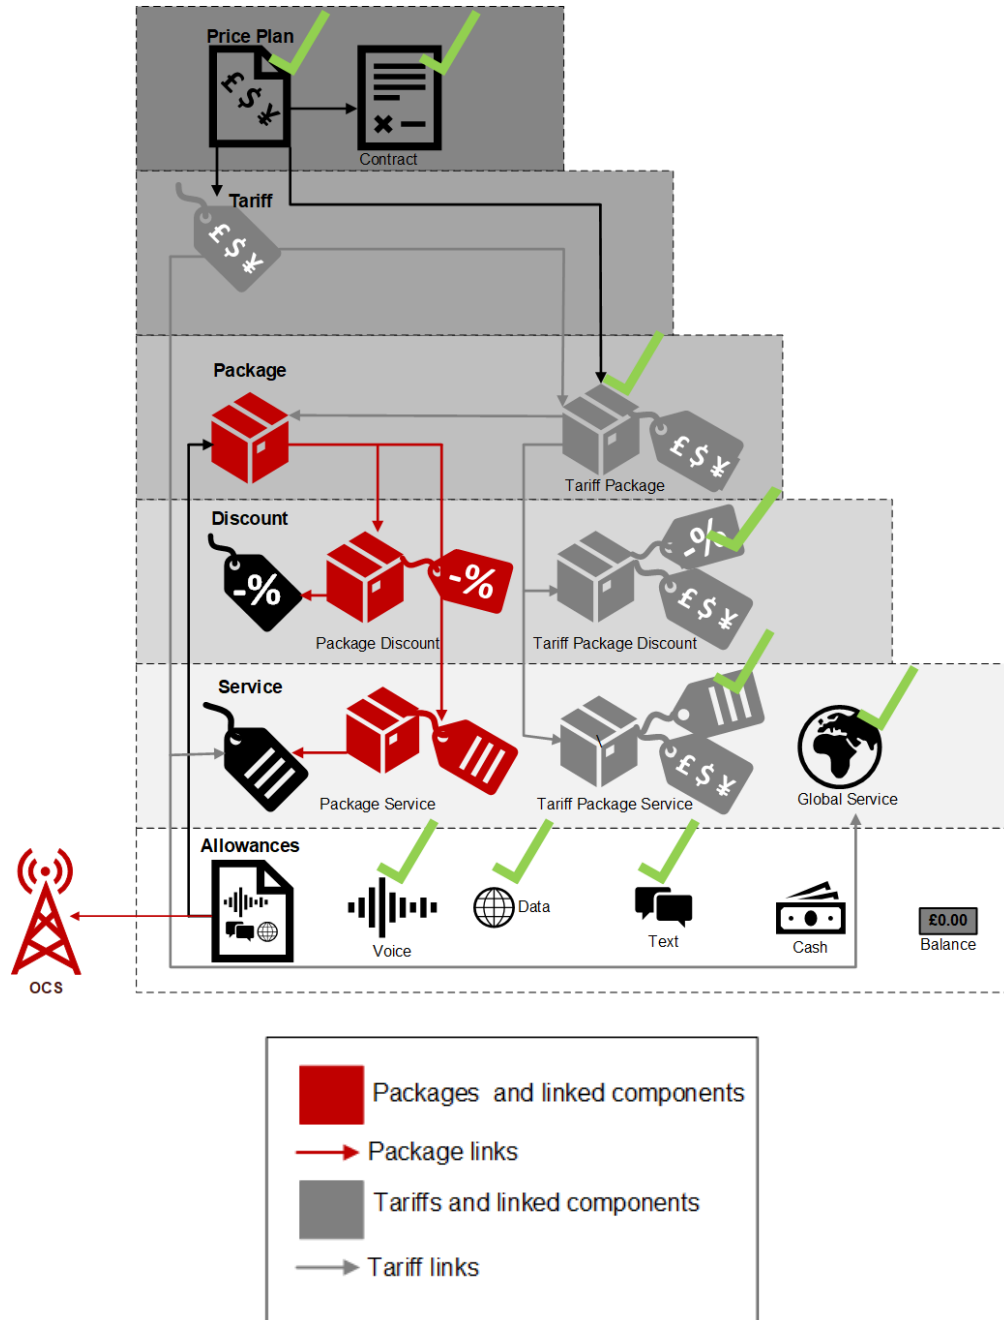 Price Plan
£ $ ¥
Contract
Tariff
£ $ ¥
Package
£ $ ¥
Tariff Package
Discount
-%
-%
-%
£ $ ¥
Package Discount
Tariff Package Discount
Service
£ $ ¥
Package Service
Tariff Package Service
Global Service
Allowances
Voice
Data
Text
Cash
£0.00
Balance
OCS
Packages and linked components
Package links
Tariffs and linked components
Tariff links